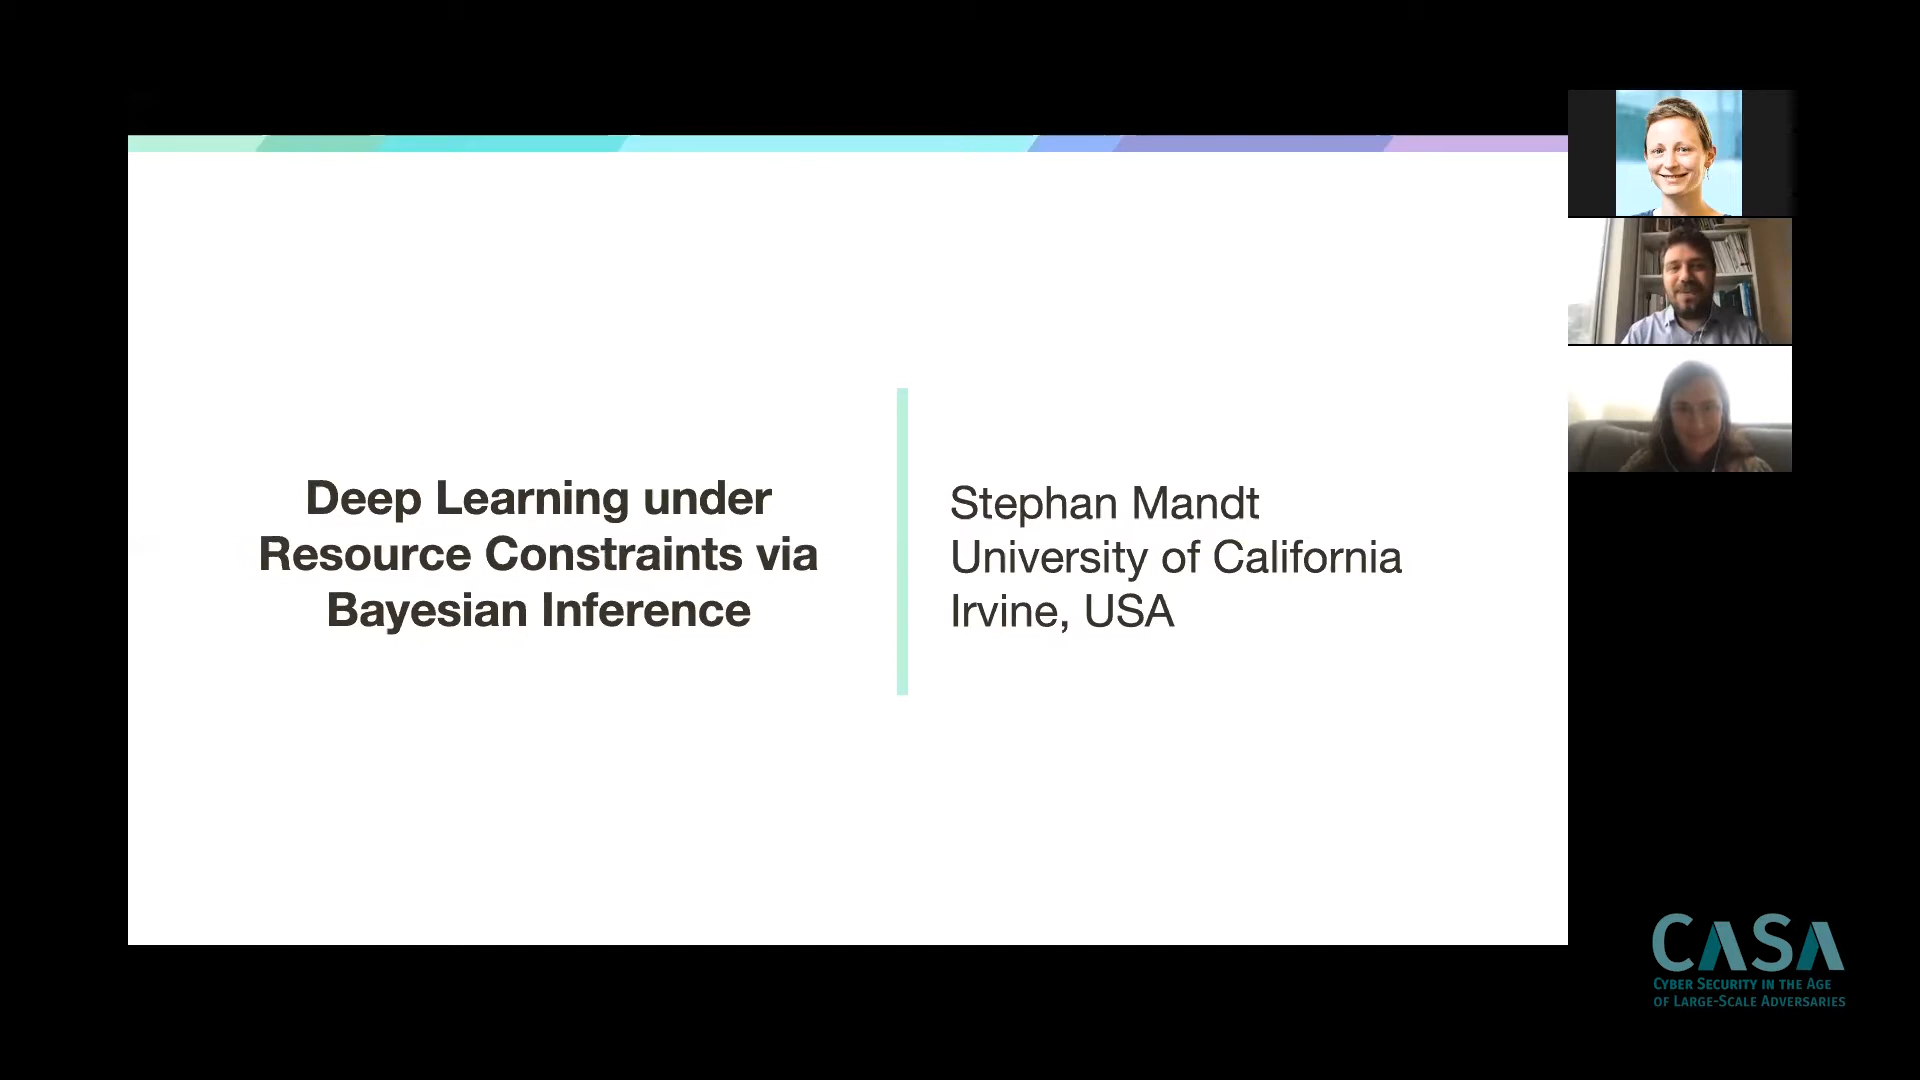 Deep Learning under
Resource Constraints via
Bayesian Inference
Stephan Mandt
University of California
Irvine, USA
CASA
CYBER SECURITY IN THE AGE
OF LARGE-SCALE ADVERSARIES